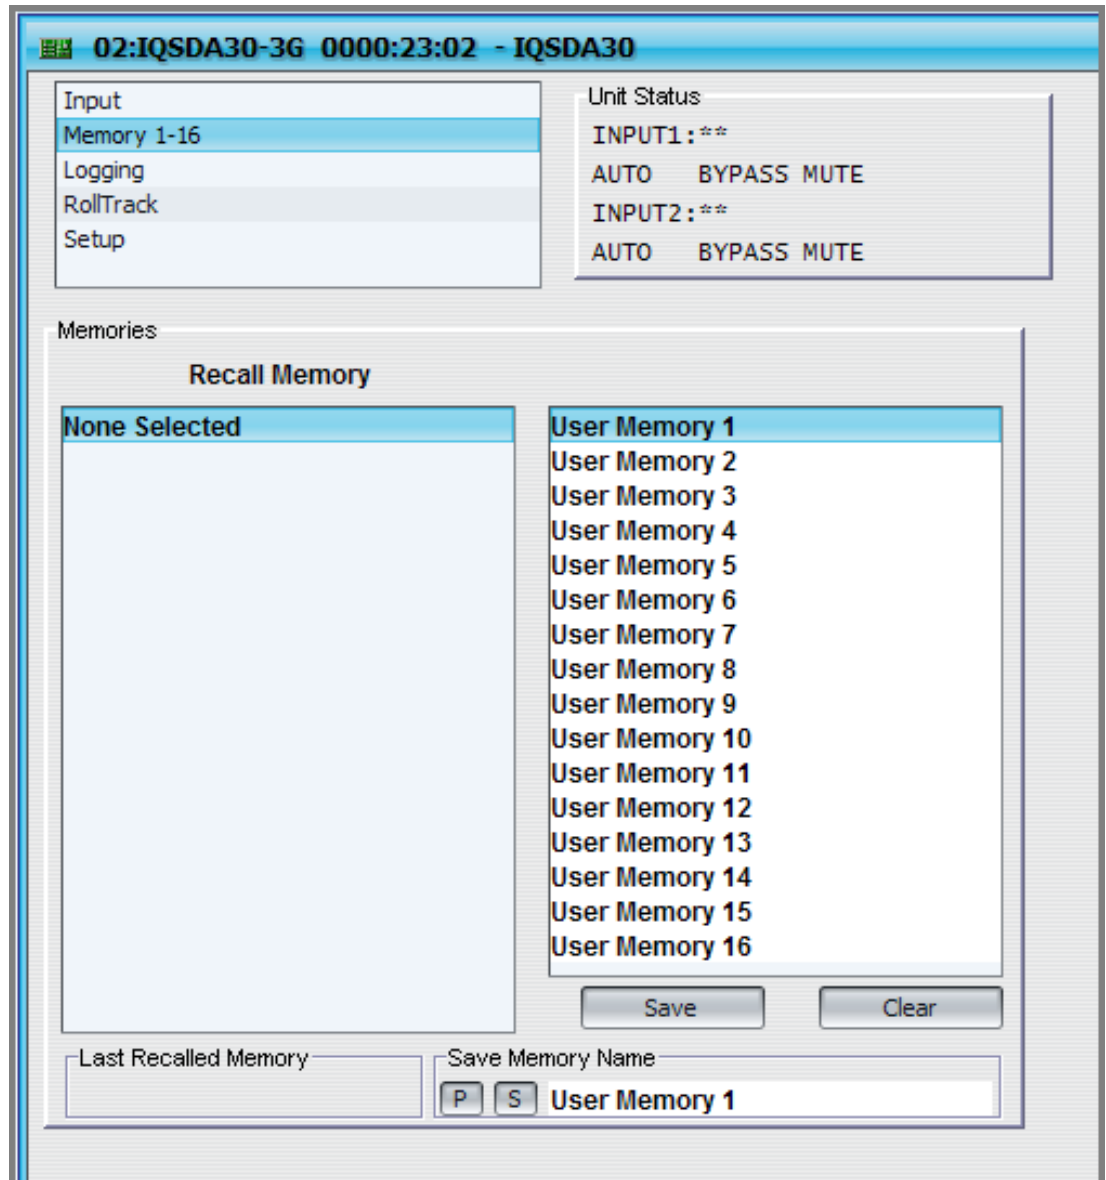 02:IQSDA30-3G 0000:23:02 - IQSDA30
Input
Memory 1-16
Logging
RollTrack
Setup
Unit Status
INPUT1:**
AUTO BYPASS MUTE
INPUT2:**
AUTO BYPASS MUTE
Memories
Recall Memory
None Selected
User Memory 1
User Memory 2
User Memory 3
User Memory 4
User Memory 5
User Memory 6
User Memory 7
User Memory 8
User Memory 9
User Memory 10
User Memory 11
User Memory 12
User Memory 13
User Memory 14
User Memory 15
User Memory 16
Save Clear
Last Recalled Memory
Save Memory Name
P S User Memory 1